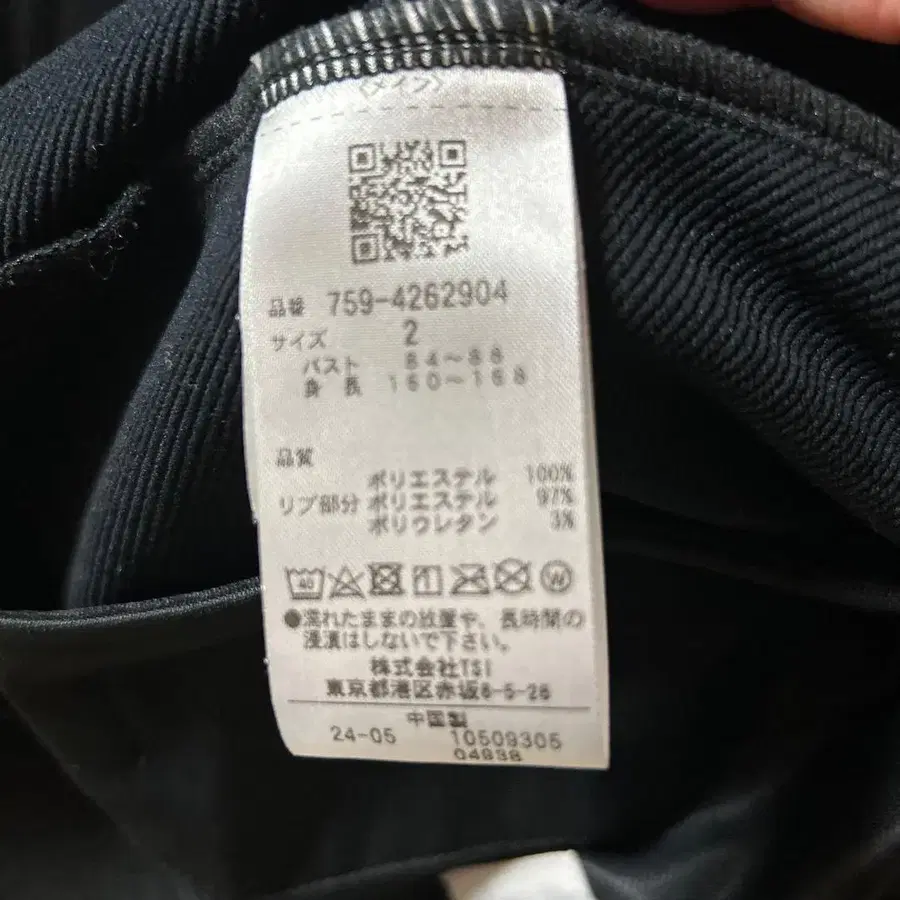 〈メイン〉
品番 759-4262904
サイズ 2
バスト 84～88
身 長 160～168
品質
ポリエステル 100%
リブ部分 ポリエステル 97%
ポリウレタン 3%
40
W
●濡れたままの放置や、長時間の
浸漬はしないで下さい。
株式会社TSI
東京都港区赤坂8-5-26
中国製
24-05 10509305
04938